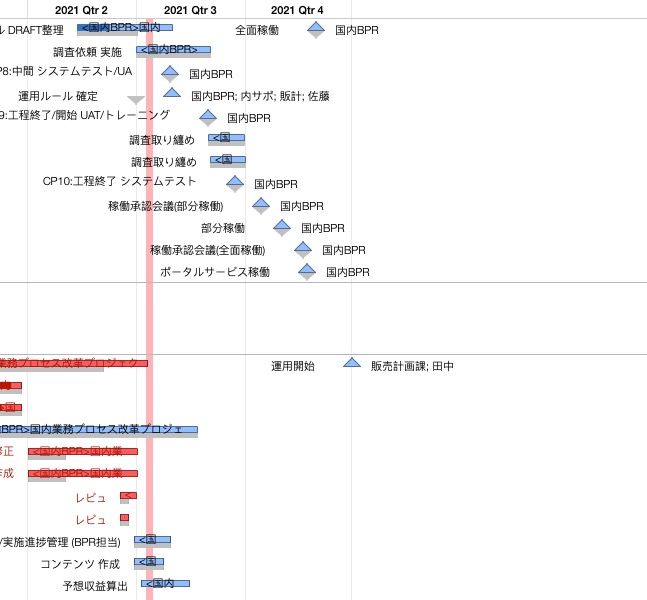 2021 Qtr 2 2021 Qtr 3 2021 Qtr 4
ル DRAFT整理 <国内BPR>国内 全面稼働 国内BPR
調査依頼 実施 <国内BPR>
P8:中間 システムテスト/UA 国内BPR
運用ルール 確定 国内BPR; 内サポ; 販計; 佐藤
9:工程終了/開始 UAT/トレーニング 国内BPR
調査取り纏め <国
調査取り纏め <国
CP10:工程終了 システムテスト 国内BPR
稼働承認会議(部分稼働) 国内BPR
部分稼働 国内BPR
稼働承認会議(全面稼働) 国内BPR
ポータルサービス稼働 国内BPR
業務プロセス改革プロジェク 運用開始 販売計画課; 田中
BPR>国内業務プロセス改革プロジェ
修正 <国内BPR>国内業
作成 <国内BPR>国内業
レビュ <
レビュ
/実施進捗管理 (BPR担当) <国
コンテンツ 作成 <国
予想収益算出 <国内